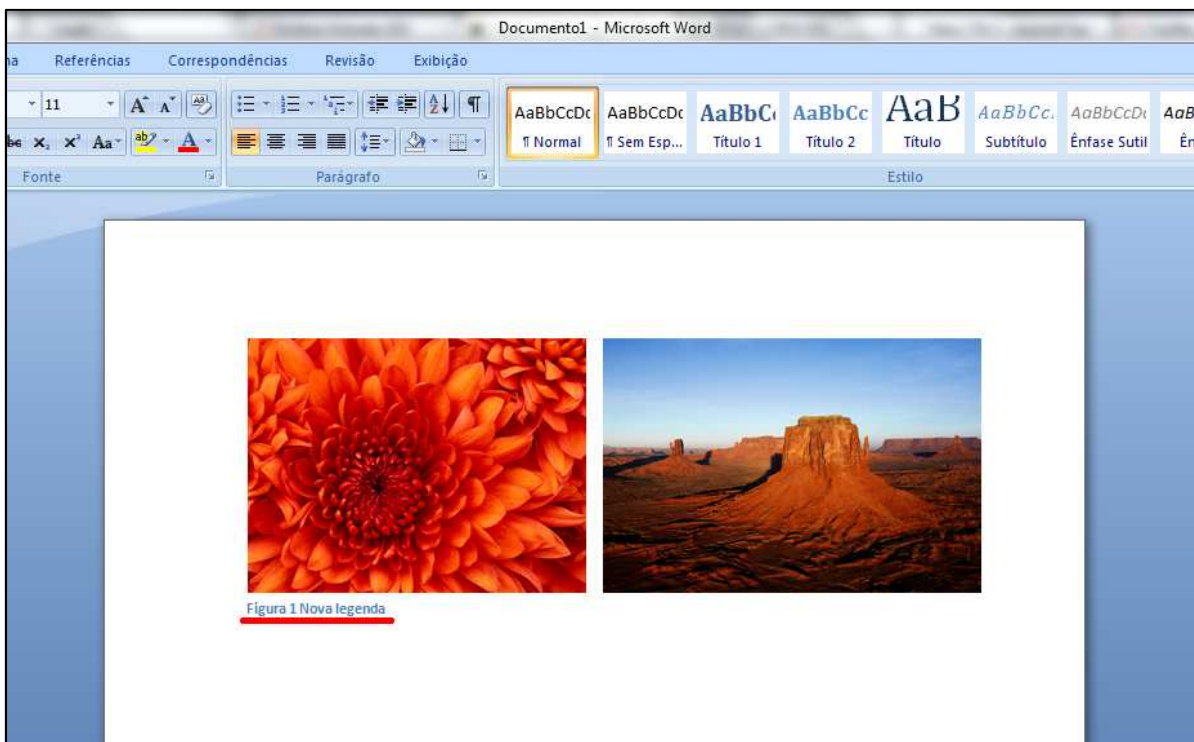 Documento1 - Microsoft Word
Referências Correspondências Revisão Exibição
11
AaBbCcDc AaBbCcDc AaBbC AaBbCc AaB AaBbCc. AaBbCcDc
¶ Normal ¶ Sem Esp... Título 1 Título 2 Título Subtítulo Ênfase Sutil
Fonte Parágrafo Estilo
Figura 1 Nova legenda